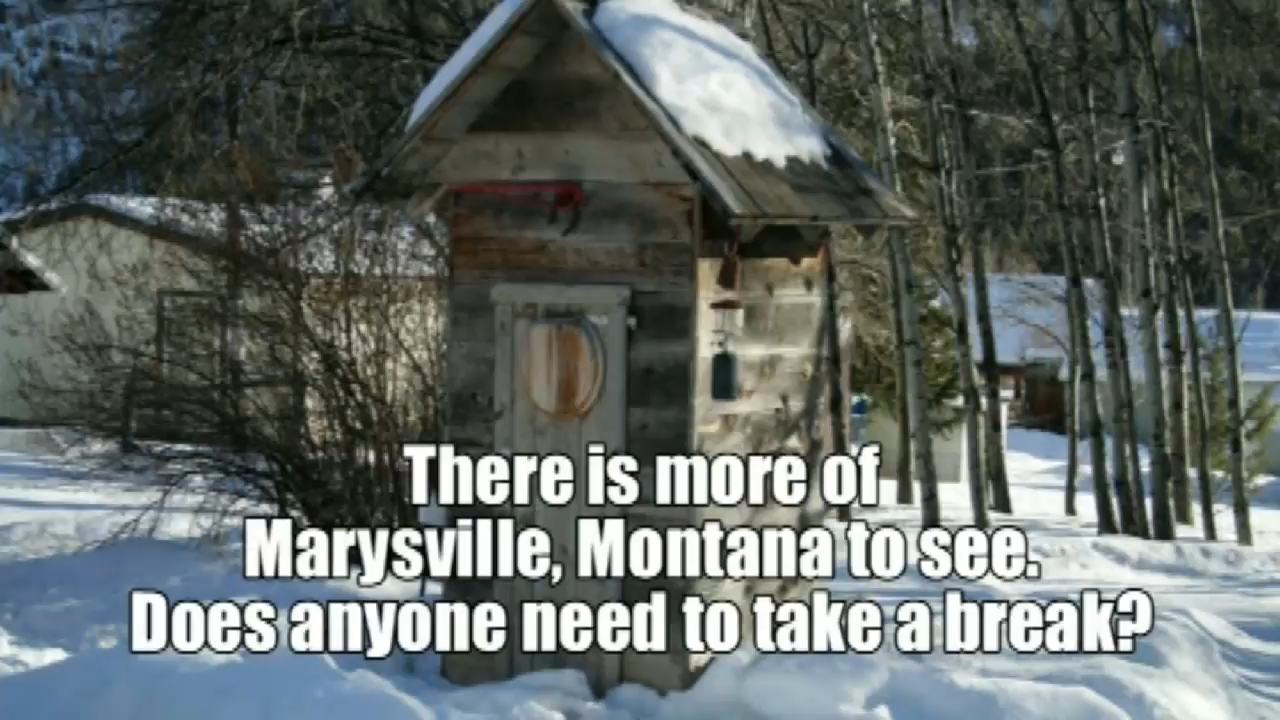 There is more of
Marysville, Montana to see.
Does anyone need to take a break?